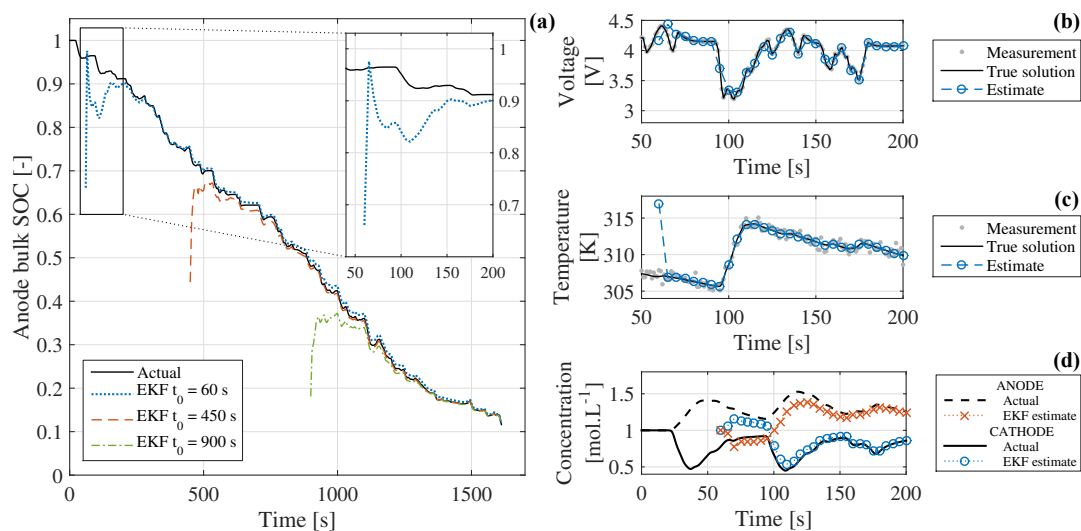 (a)
Anode bulk SOC [-]
1
0.9
0.8
0.7
0.6
0.5
0.4
0.3
0.2
0.1
0
0
500
1000
1500
Time [s]
1
0.9
0.8
0.7
50
100
150
200
Actual
EKF t0 = 60 s
EKF t0 = 450 s
EKF t0 = 900 s
(b)
Voltage
[V]
4.5
4
3.5
3
50
100
150
200
Time [s]
Measurement
True solution
Estimate
(c)
Temperature
[K]
315
310
305
50
100
150
200
Time [s]
Measurement
True solution
Estimate
(d)
Concentration
[mol.L-1]
1.5
1
0.5
0
50
100
150
200
Time [s]
ANODE
Actual
EKF estimate
CATHODE
Actual
EKF estimate